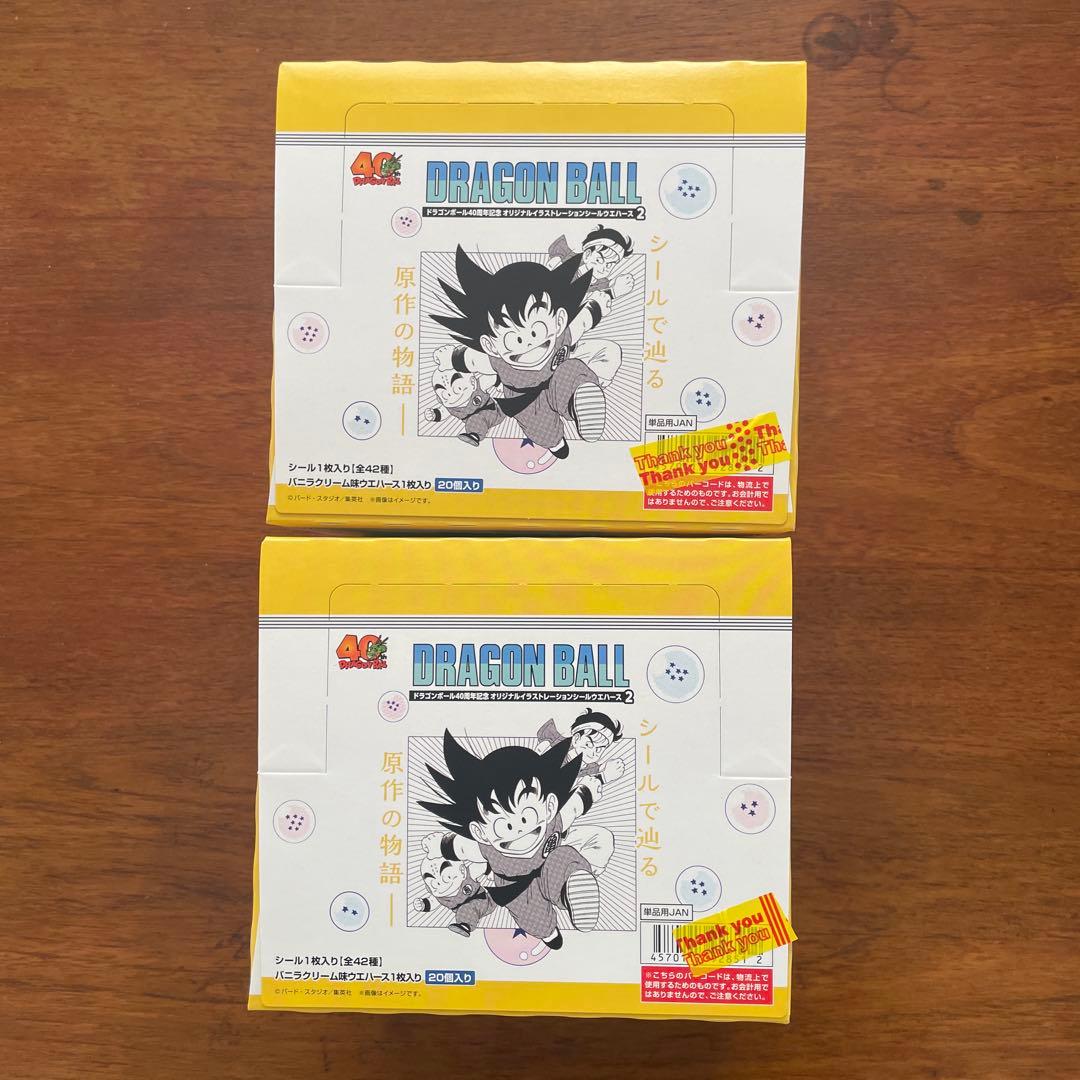 40th
DRAGON BALL
DRAGON BALL
ドラゴンボール40周年記念 オリジナルイラストレーションシールウエハース2
シールで辿る
原作の物語―
単品用JAN
Thank you
Thank you
Tha
Tha
2
シール1枚入り【全42種】
バニラクリーム味ウエハース1枚入り 20個入り
©バード・スタジオ/集英社 ※画像はイメージです。
※こちらのバーコードは、物流上で
使用するためのものです。お会計用で
はありませんので、ご注意ください。
40th
DRAGON BALL
DRAGON BALL
ドラゴンボール40周年記念 オリジナルイラストレーションシールウエハース2
シールで辿る
原作の物語―
単品用JAN
Thank you
Thank you
4570
2
シール1枚入り【全42種】
バニラクリーム味ウエハース1枚入り 20個入り
©バード・スタジオ/集英社 ※画像はイメージです。
※こちらのバーコードは、物流上で
使用するためのものです。お会計用で
はありませんので、ご注意ください。